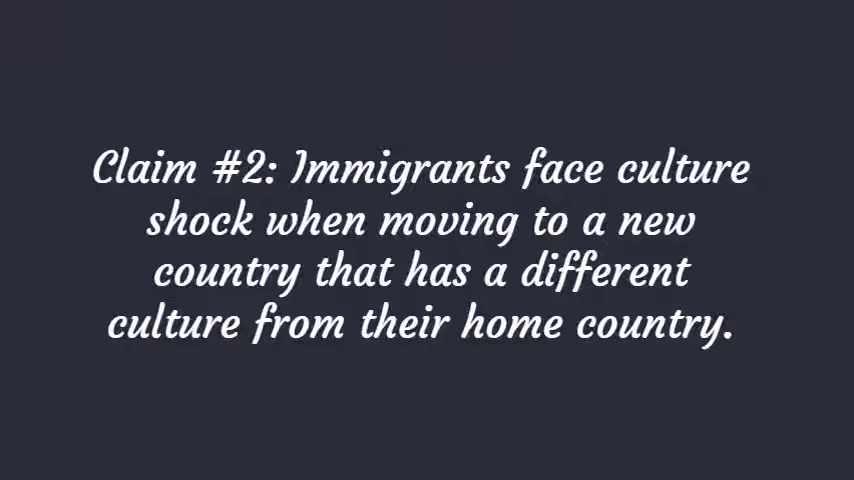 Claim #2: Immigrants face culture
shock when moving to a new
country that has a different
culture from their home country.